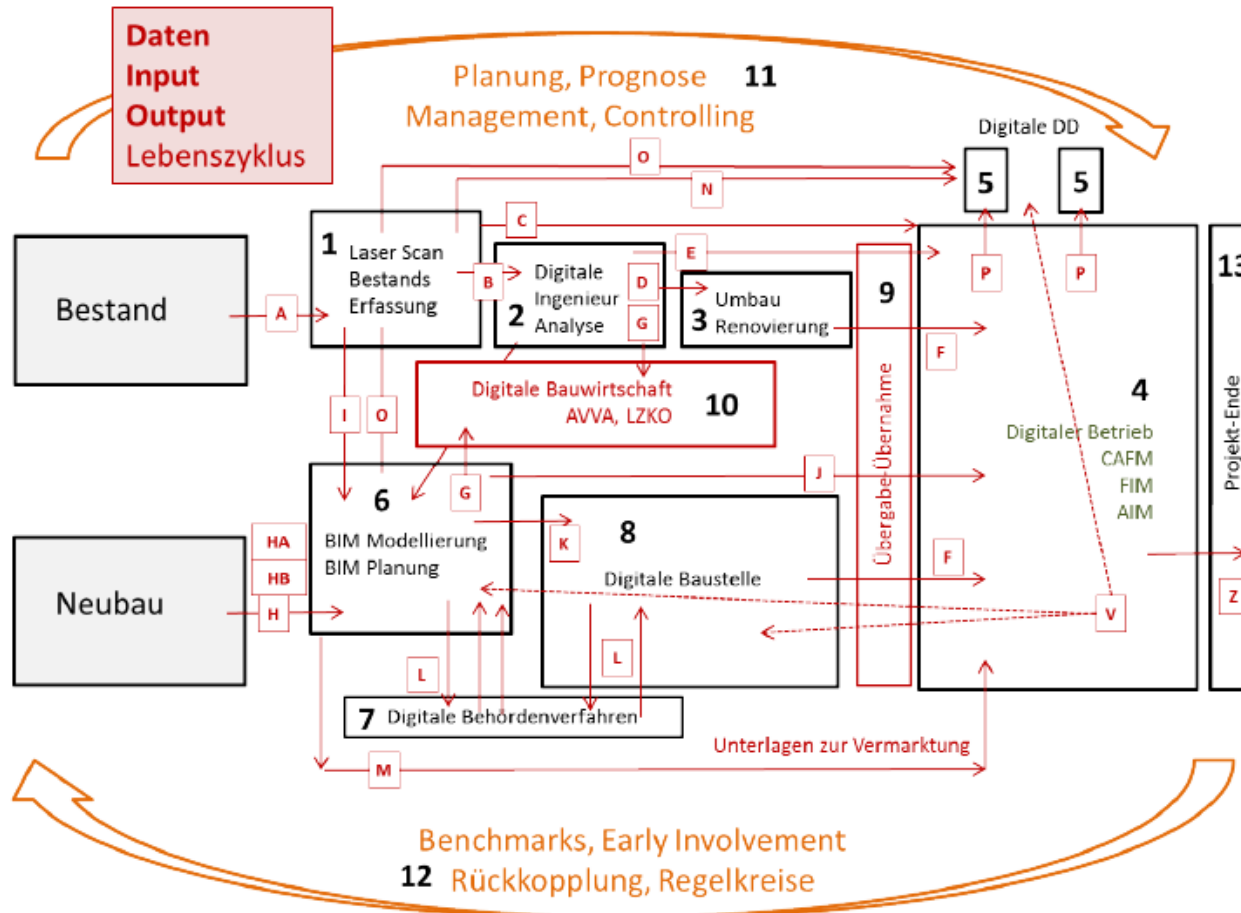 Daten
Input
Output
Lebenszyklus
Planung, Prognose 11
Management, Controlling
Digitale DD
5
5
O
N
C
1
Laser Scan
Bestands
Erfassung
B
Digitale
Ingenieur
Analyse
2
E
D
G
3
Umbau
Renovierung
9
Übergabe-Übernahme
P
P
13
Bestand
A
F
4
Digitaler Betrieb
CAFM
FIM
AIM
Projekt-Ende
Digitale Bauwirtschaft
AVVA, LZKO
10
I
O
6
G
J
BIM Modellierung
BIM Planung
K
8
Digitale Baustelle
F
HA
HB
H
Neubau
V
Z
L
L
7 Digitale Behördenverfahren
Unterlagen zur Vermarktung
M
Benchmarks, Early Involvement
12 Rückkopplung, Regelkreise